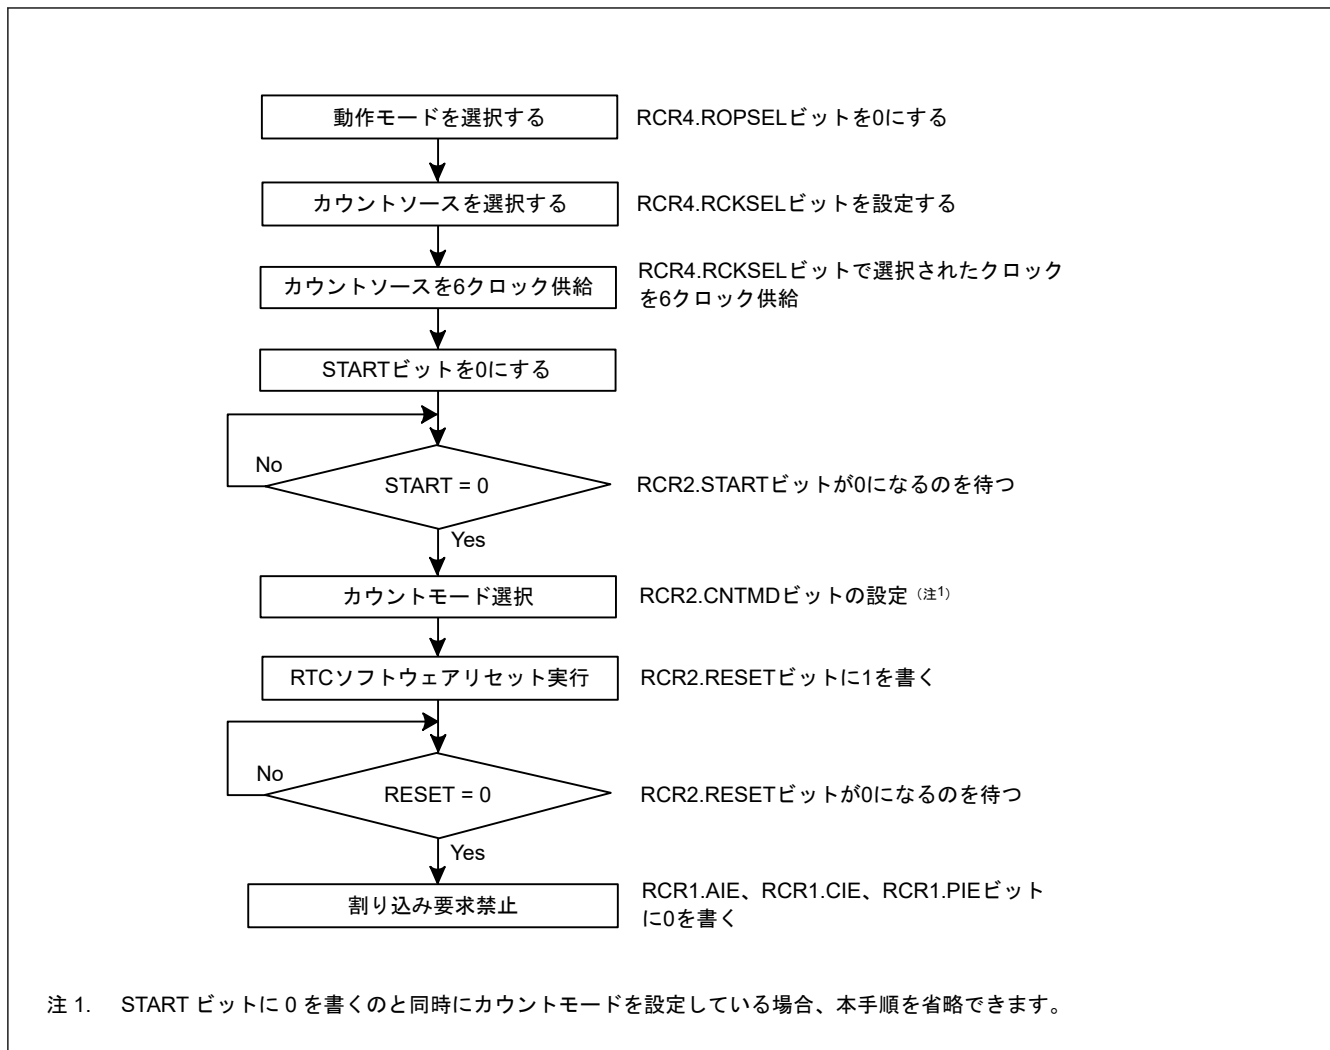 動作モードを選択する
RCR4.ROPSELビットを0にする
カウントソースを選択する
RCR4.RCKSELビットを設定する
カウントソースを6クロック供給
RCR4.RCKSELビットで選択されたクロック
を6クロック供給
STARTビットを0にする
No
START = 0
RCR2.STARTビットが0になるのを待つ
Yes
カウントモード選択
RCR2.CNTMDビットの設定（注1）
RTCソフトウェアリセット実行
RCR2.RESETビットに1を書く
No
RESET = 0
RCR2.RESETビットが0になるのを待つ
Yes
割り込み要求禁止
RCR1.AIE、RCR1.CIE、RCR1.PIEビット
に0を書く
注 1. START ビットに 0 を書くのと同時にカウントモードを設定している場合、本手順を省略できます。